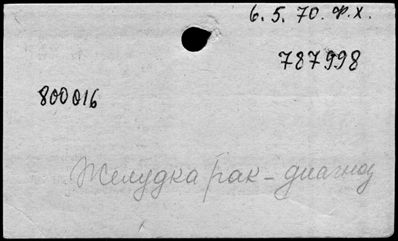 6. 5. 70. Ф.Х.
787998
800016
Желудка рак - диагноз